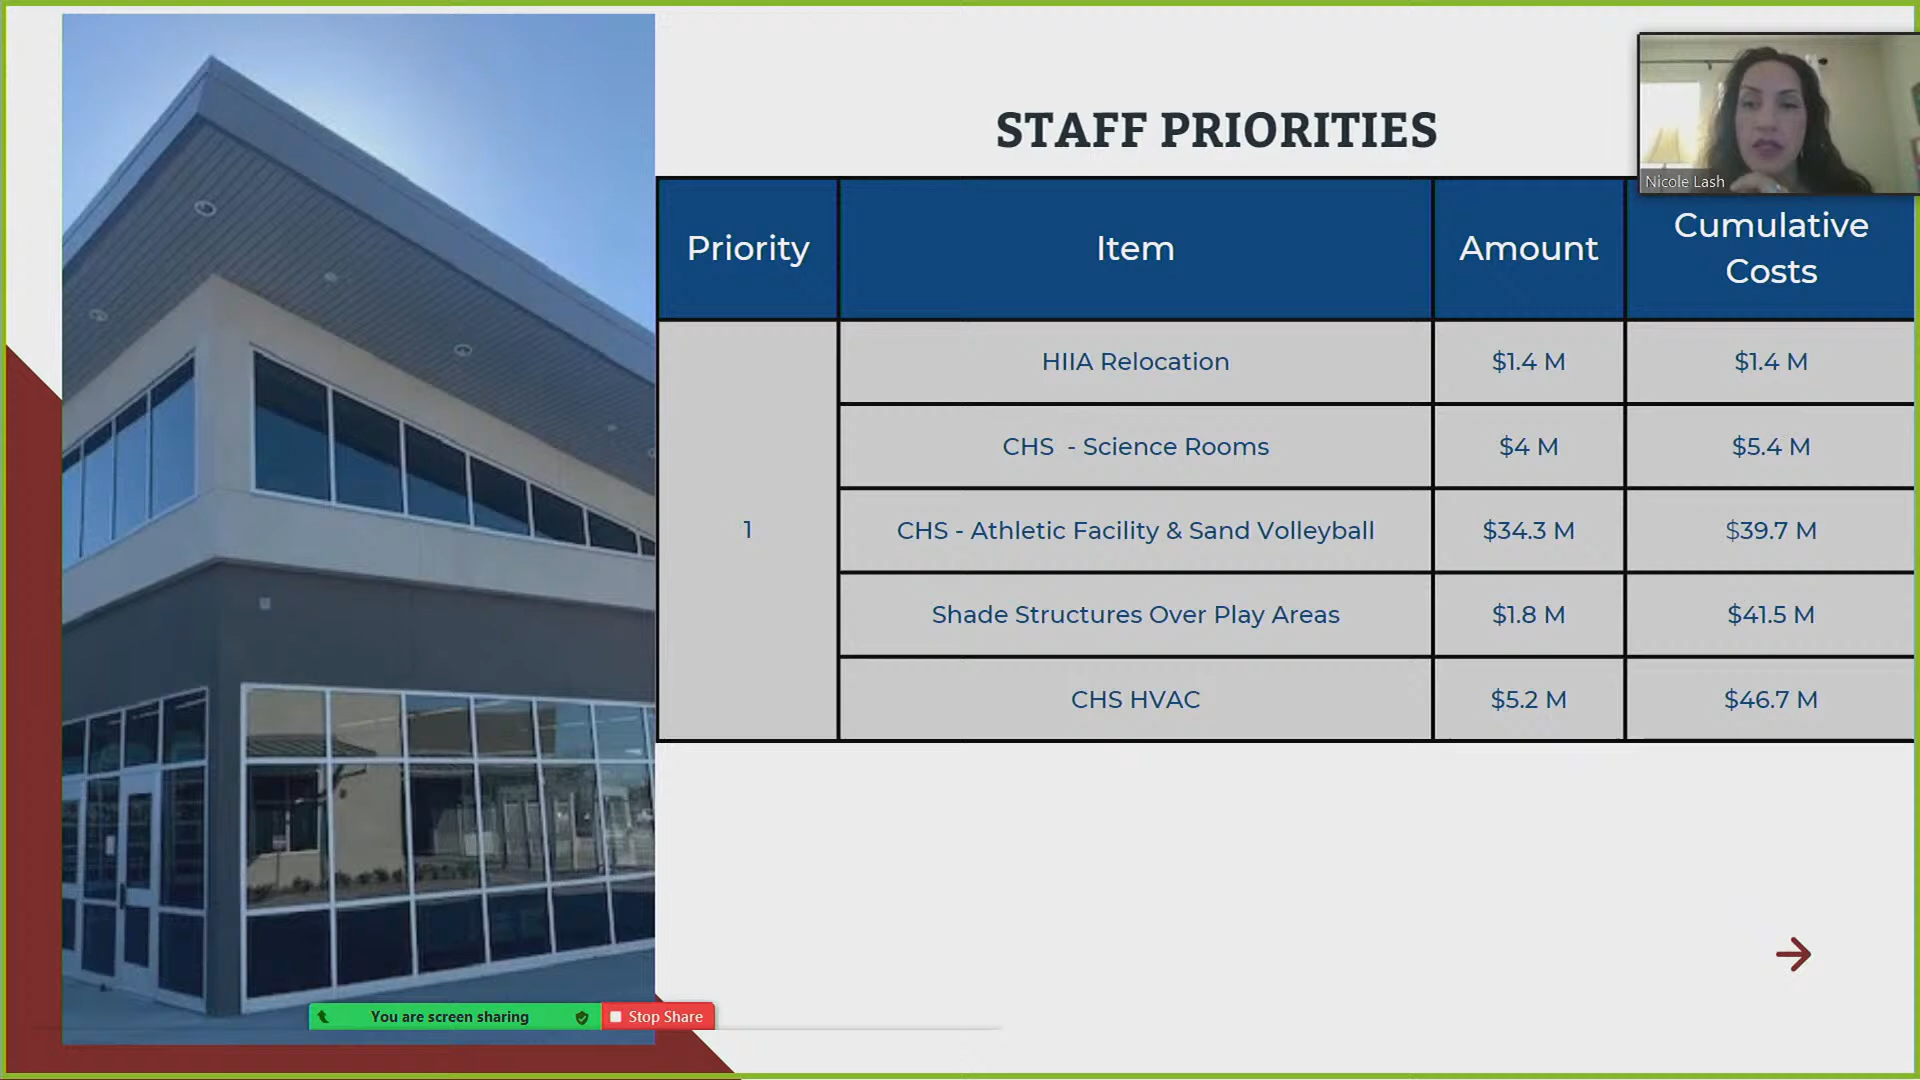 STAFF PRIORITIES
Nicole Lash
Priority
Item
Amount
Cumulative
Costs
1
HIIA Relocation
$1.4 M
$1.4 M
CHS - Science Rooms
$4 M
$5.4 M
CHS - Athletic Facility & Sand Volleyball
$34.3 M
$39.7 M
Shade Structures Over Play Areas
$1.8 M
$41.5 M
CHS HVAC
$5.2 M
$46.7 M
You are screen sharing
Stop Share